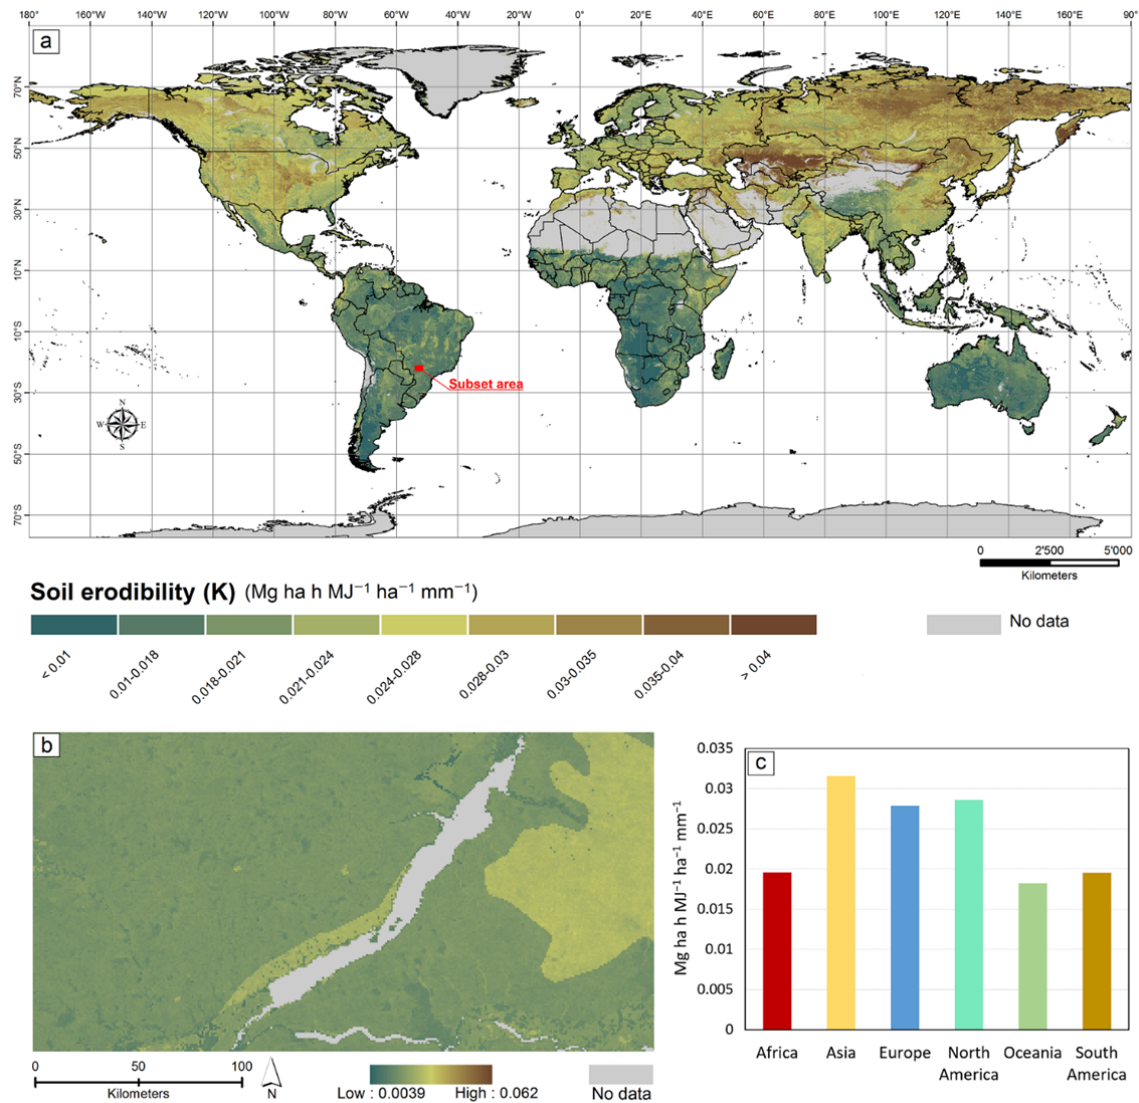 180° 160°W 140°W 120°W 100°W 80°W 60°W 40°W 20°W 0° 20°E 40°E 60°E 80°E 100°E 120°E 140°E 160°E 90°
a
70°N
50°N
30°N
10°N
10°S
30°S
50°S
70°S
Subset area
N
W E
S
0 2'500 5'000
Kilometers
Soil erodibility (K) (Mg ha h MJ⁻¹ ha⁻¹ mm⁻¹)
No data
< 0.01
0.01-0.018
0.018-0.021
0.021-0.024
0.024-0.028
0.028-0.03
0.03-0.035
0.035-0.04
> 0.04
b
0 50 100
Kilometers
N
Low : 0.0039 High : 0.062
No data
c
Mg ha h MJ⁻¹ ha⁻¹ mm⁻¹
0.035
0.03
0.025
0.02
0.015
0.01
0.005
0
Africa Asia Europe North Oceania South
America America